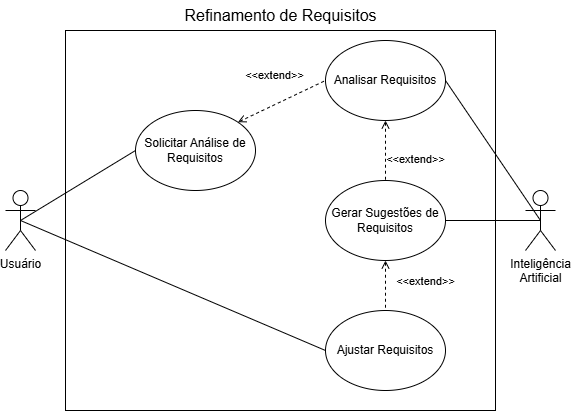 Refinamento de Requisitos
<<extend>>
Analisar Requisitos
Solicitar Análise de
Requisitos
<<extend>>
Gerar Sugestões de
Requisitos
Usuário
Inteligência
Artificial
<<extend>>
Ajustar Requisitos